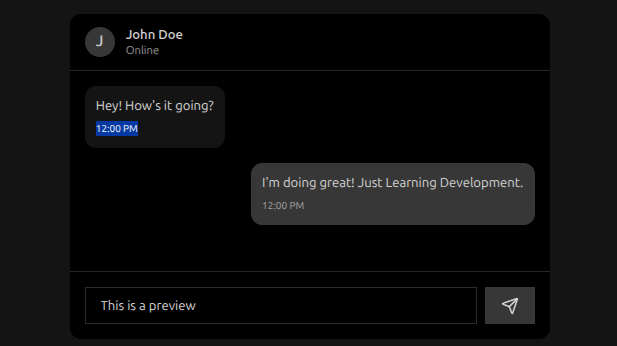 J
John Doe
Online
Hey! How's it going?
12:00 PM
I'm doing great! Just Learning Development.
12:00 PM
This is a preview